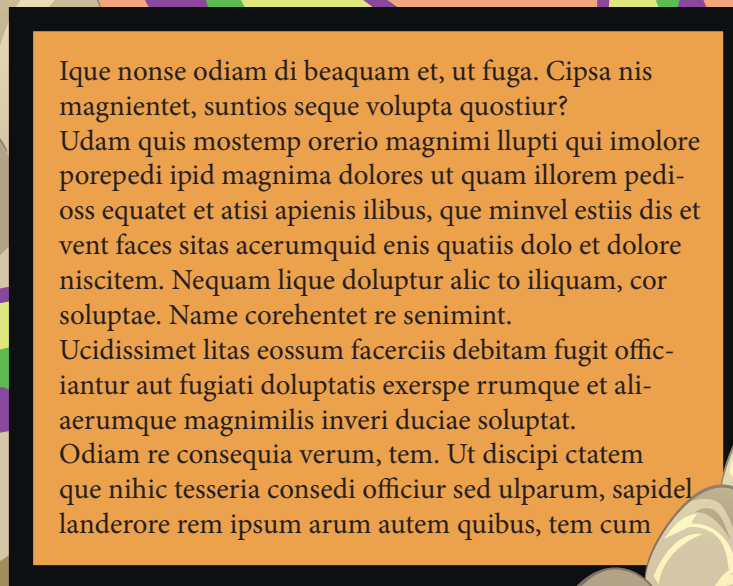 Ique nonse odiam di beaquam et, ut fuga. Cipsa nis
magnientet, suntios seque volupta quostiur?
Udam quis mostemp orerio magnimi llupti qui imolore
porepedi ipid magnima dolores ut quam illorem pedi-
oss equatet et atisi apienis ilibus, que minvel estiis dis et
vent faces sitas acerumquid enis quatiis dolo et dolore
niscitem. Nequam lique doluptur alic to iliquam, cor
soluptae. Name corehentet re senimint.
Ucidissimet litas eossum facerciis debitam fugit offic-
iantur aut fugiati doluptatis exerspe rrumque et ali-
aerumque magnimilis inveri duciae soluptat.
Odiam re consequia verum, tem. Ut discipi ctatem
que nihic tesseria consedi officiur sed ulparum, sapidel
landerore rem ipsum arum autem quibus, tem cum